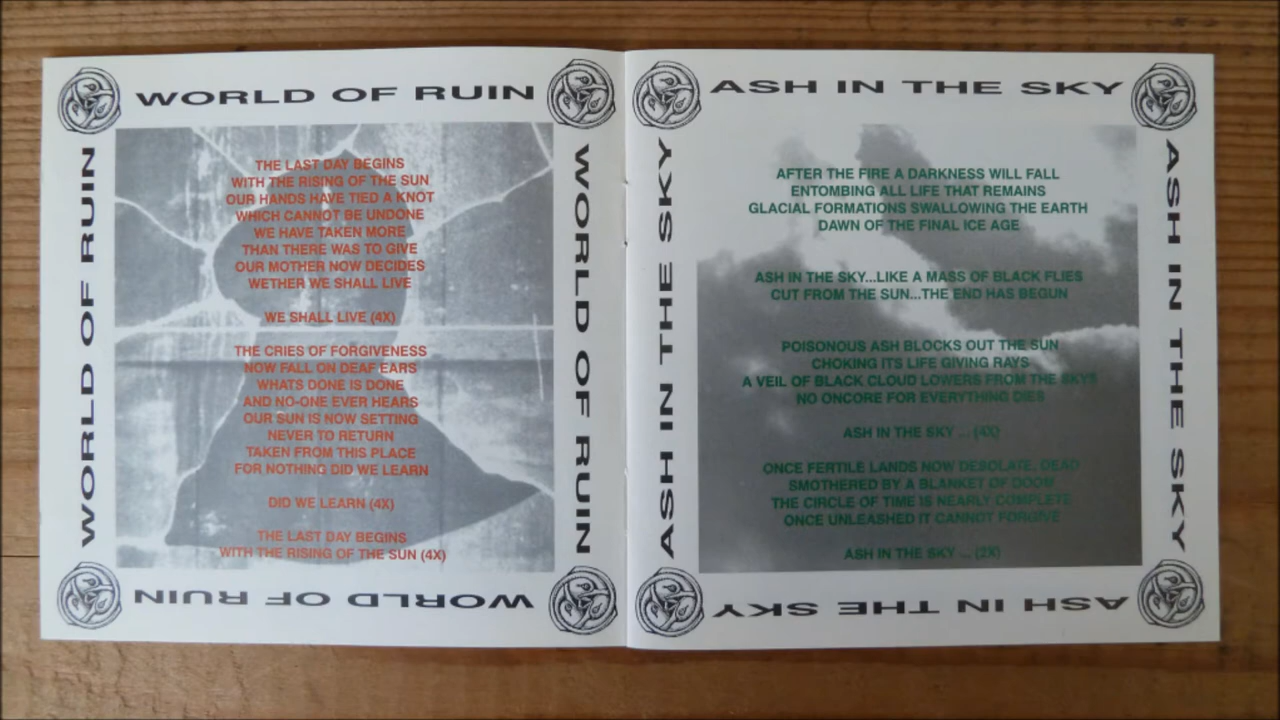 WORLD OF RUIN
WORLD OF RUIN
WORLD OF RUIN
THE LAST DAY BEGINS
WITH THE RISING OF THE SUN
OUR HANDS HAVE TIED A KNOT
WHICH CANNOT BE UNDONE
WE HAVE TAKEN MORE
THAN THERE WAS TO GIVE
OUR MOTHER NOW DECIDES
WETHER WE SHALL LIVE
WE SHALL LIVE (4X)
THE CRIES OF FORGIVENESS
NOW FALL ON DEAF EARS
WHATS DONE IS DONE
AND NO-ONE EVER HEARS
OUR SUN IS NOW SETTING
NEVER TO RETURN
TAKEN FROM THIS PLACE
FOR NOTHING DID WE LEARN
DID WE LEARN (4X)
THE LAST DAY BEGINS
WITH THE RISING OF THE SUN (4X)
WORLD OF RUIN
ASH IN THE SKY
ASH IN THE SKY
ASH IN THE SKY
AFTER THE FIRE A DARKNESS WILL FALL
ENTOMBING ALL LIFE THAT REMAINS
GLACIAL FORMATIONS SWALLOWING THE EARTH
DAWN OF THE FINAL ICE AGE
ASH IN THE SKY...LIKE A MASS OF BLACK FLIES
CUT FROM THE SUN...THE END HAS BEGUN
POISONOUS ASH BLOCKS OUT THE SUN
CHOKING ITS LIFE GIVING RAYS
A VEIL OF BLACK CLOUD LOWERS FROM THE SKYS
NO ONCORE FOR EVERYTHING DIES
ASH IN THE SKY ... (4X)
ONCE FERTILE LANDS NOW DESOLATE, DEAD
SMOTHERED BY A BLANKET OF DOOM
THE CIRCLE OF TIME IS NEARLY COMPLETE
ONCE UNLEASHED IT CANNOT FORGIVE
ASH IN THE SKY ... (2X)
ASH IN THE SKY